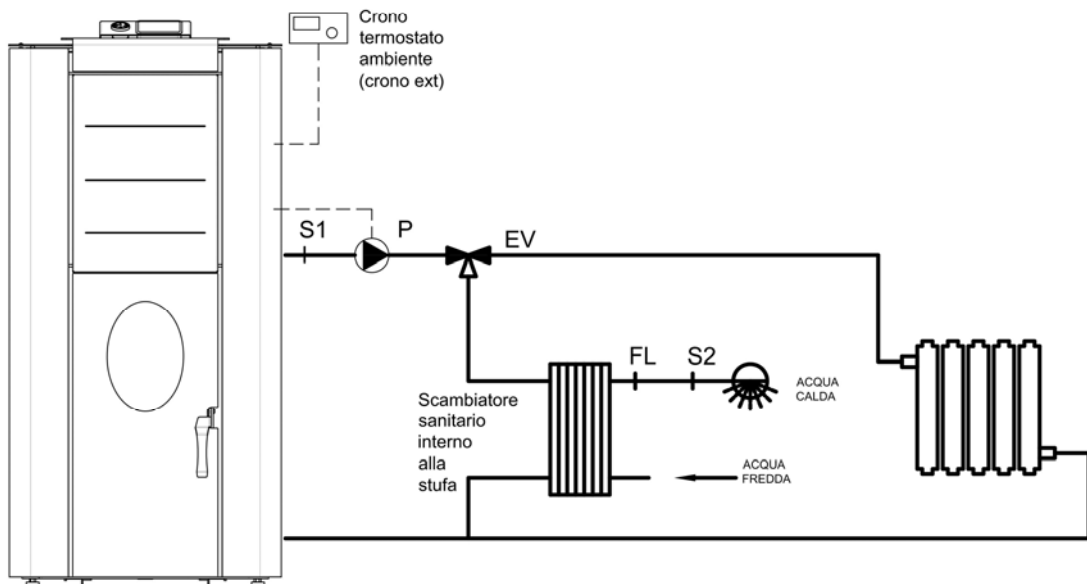 Crono
termostato
ambiente
(crono ext)
S1
P
EV
FL
S2
ACQUA
CALDA
Scambiatore
sanitario
interno
alla
stufa
ACQUA
FREDDA